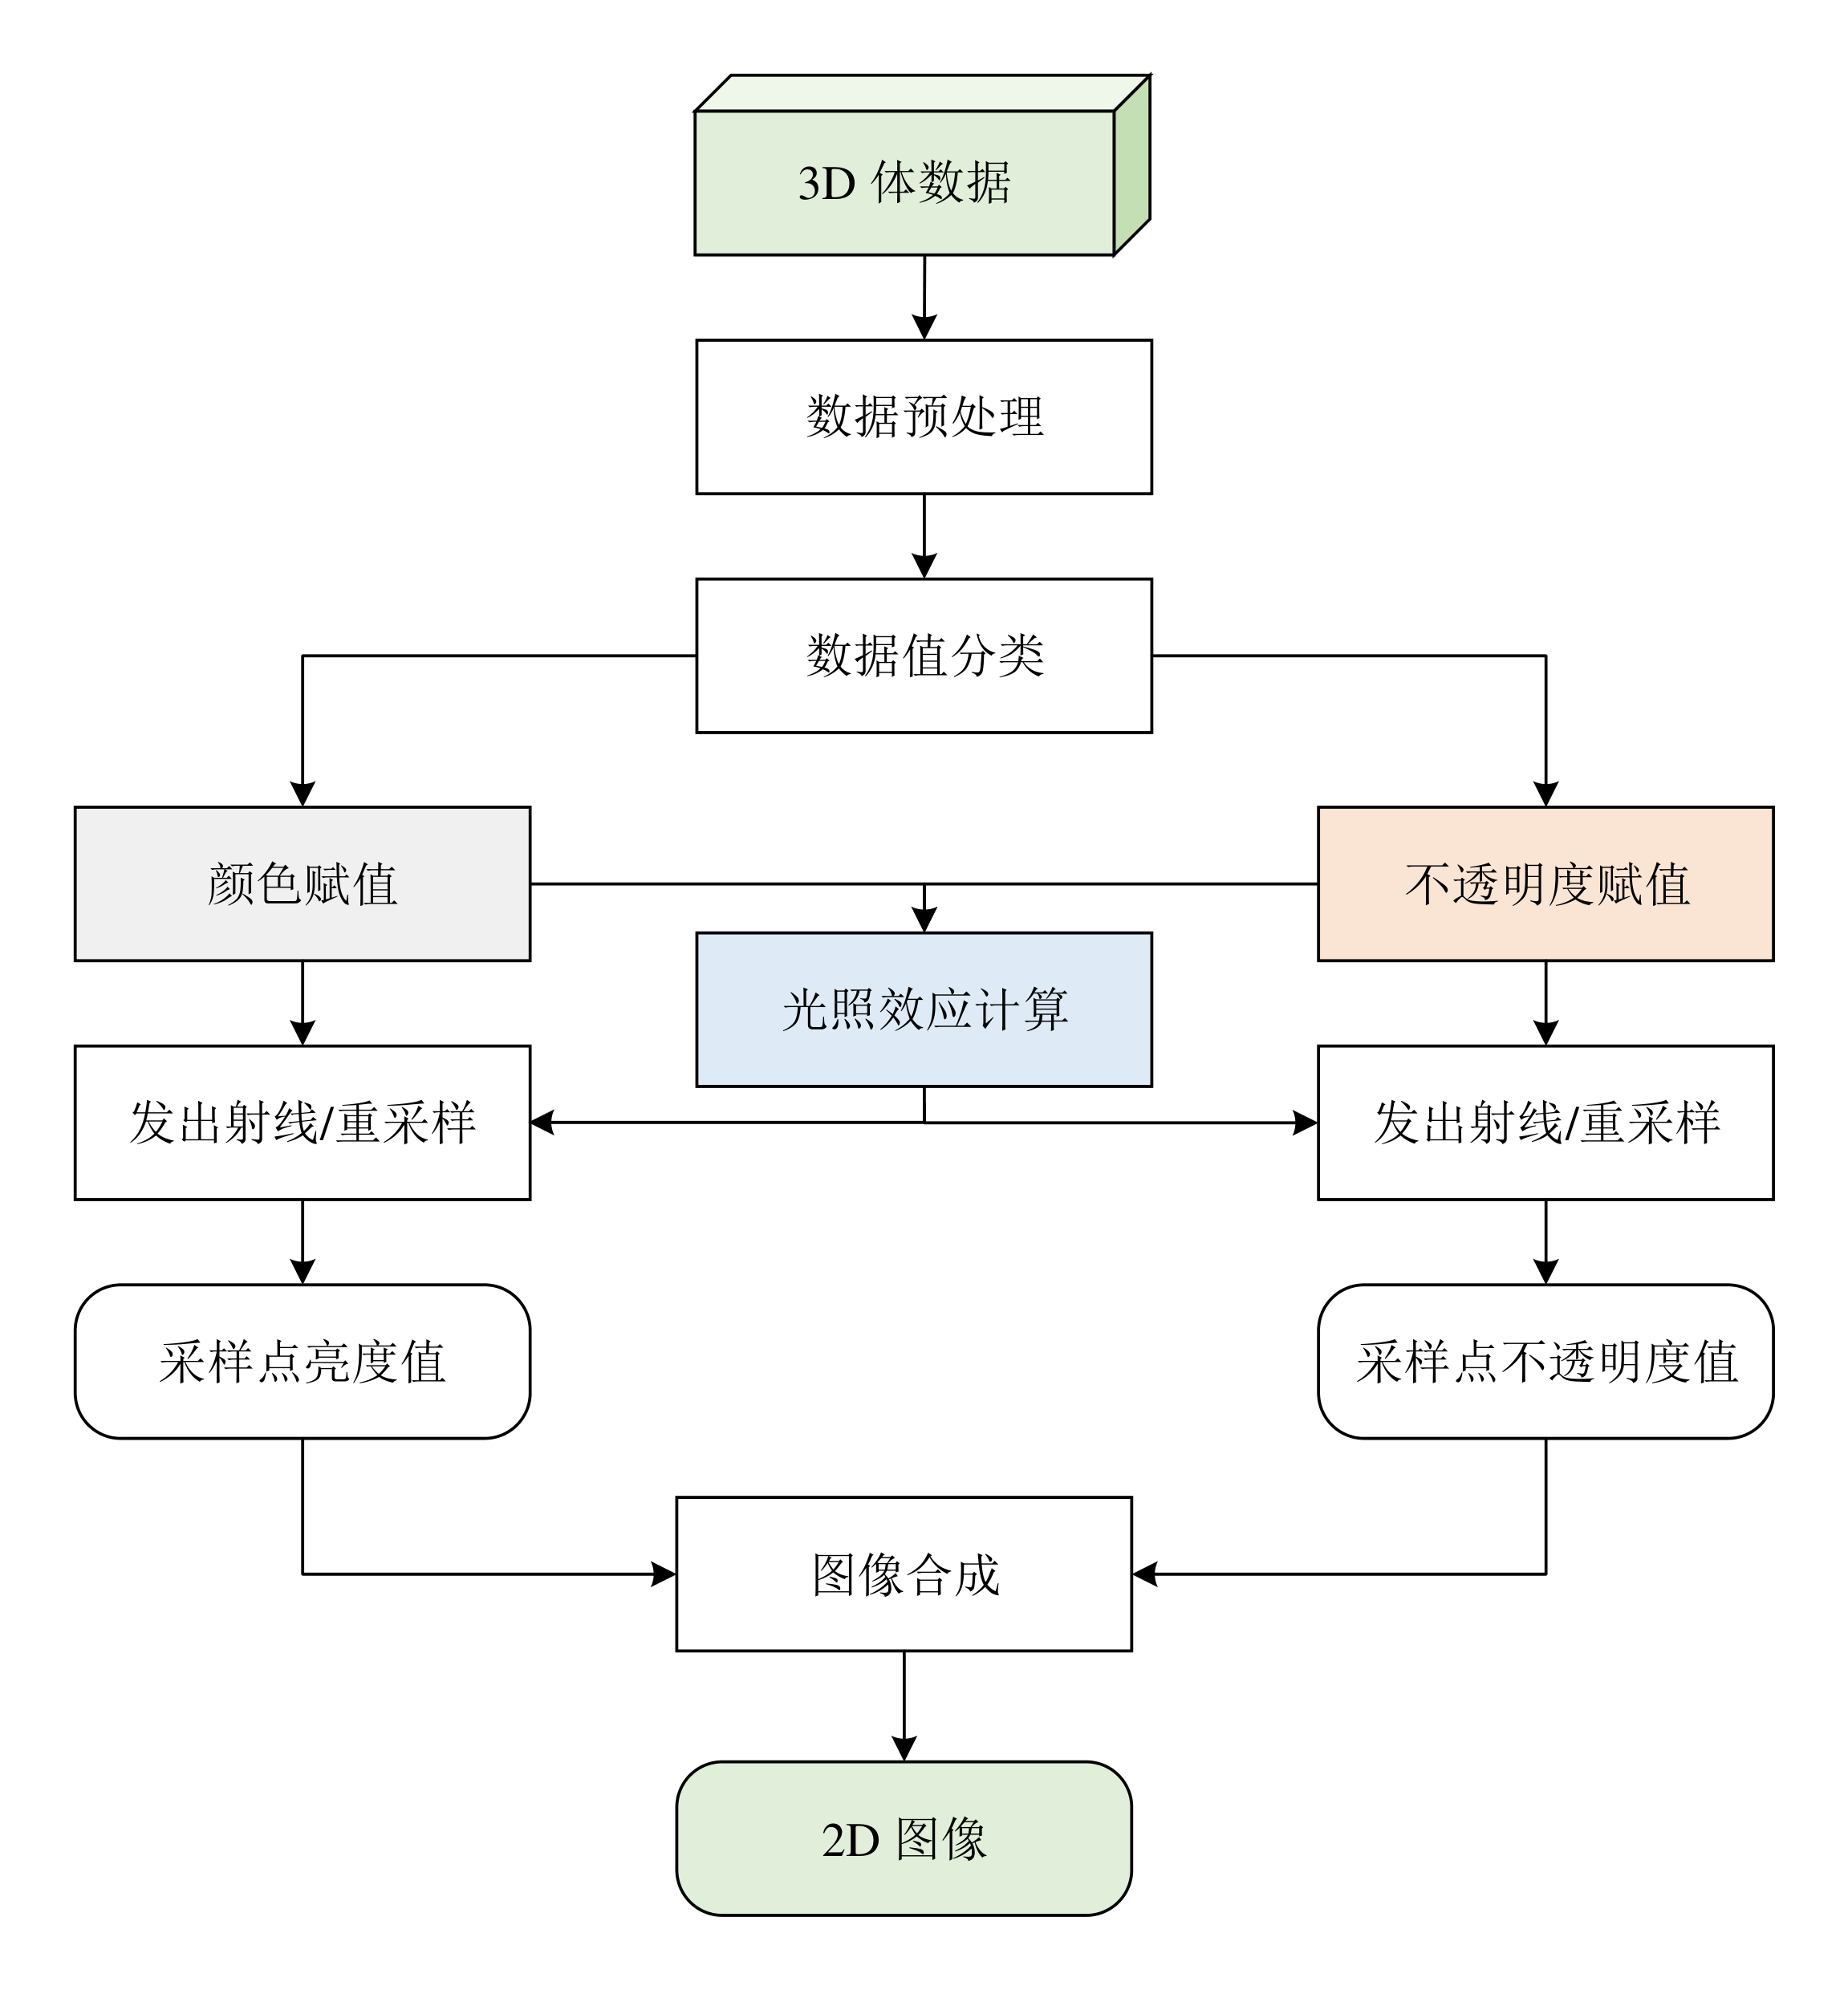 3D 体数据
数据预处理
数据值分类
颜色赋值
不透明度赋值
光照效应计算
发出射线/重采样
发出射线/重采样
采样点亮度值
采样点不透明度值
图像合成
2D 图像